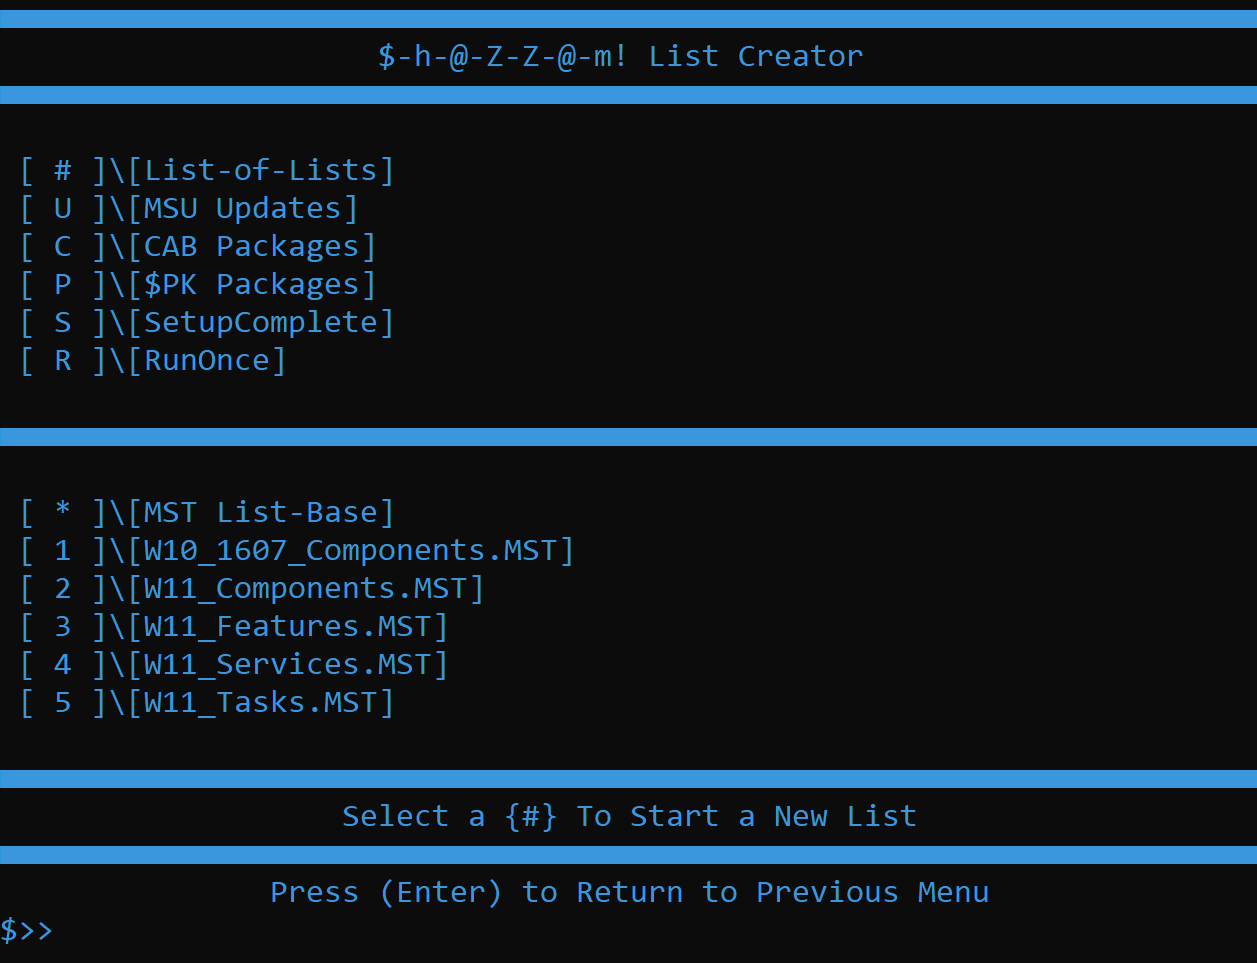 $-h-@-Z-Z-@-m! List Creator
[ # ]\[List-of-Lists]
[ U ]\[MSU Updates]
[ C ]\[CAB Packages]
[ P ]\[$PK Packages]
[ S ]\[SetupComplete]
[ R ]\[RunOnce]
[ * ]\[MST List-Base]
[ 1 ]\[W10_1607_Components.MST]
[ 2 ]\[W11_Components.MST]
[ 3 ]\[W11_Features.MST]
[ 4 ]\[W11_Services.MST]
[ 5 ]\[W11_Tasks.MST]
Select a {#} To Start a New List
Press (Enter) to Return to Previous Menu
$>>